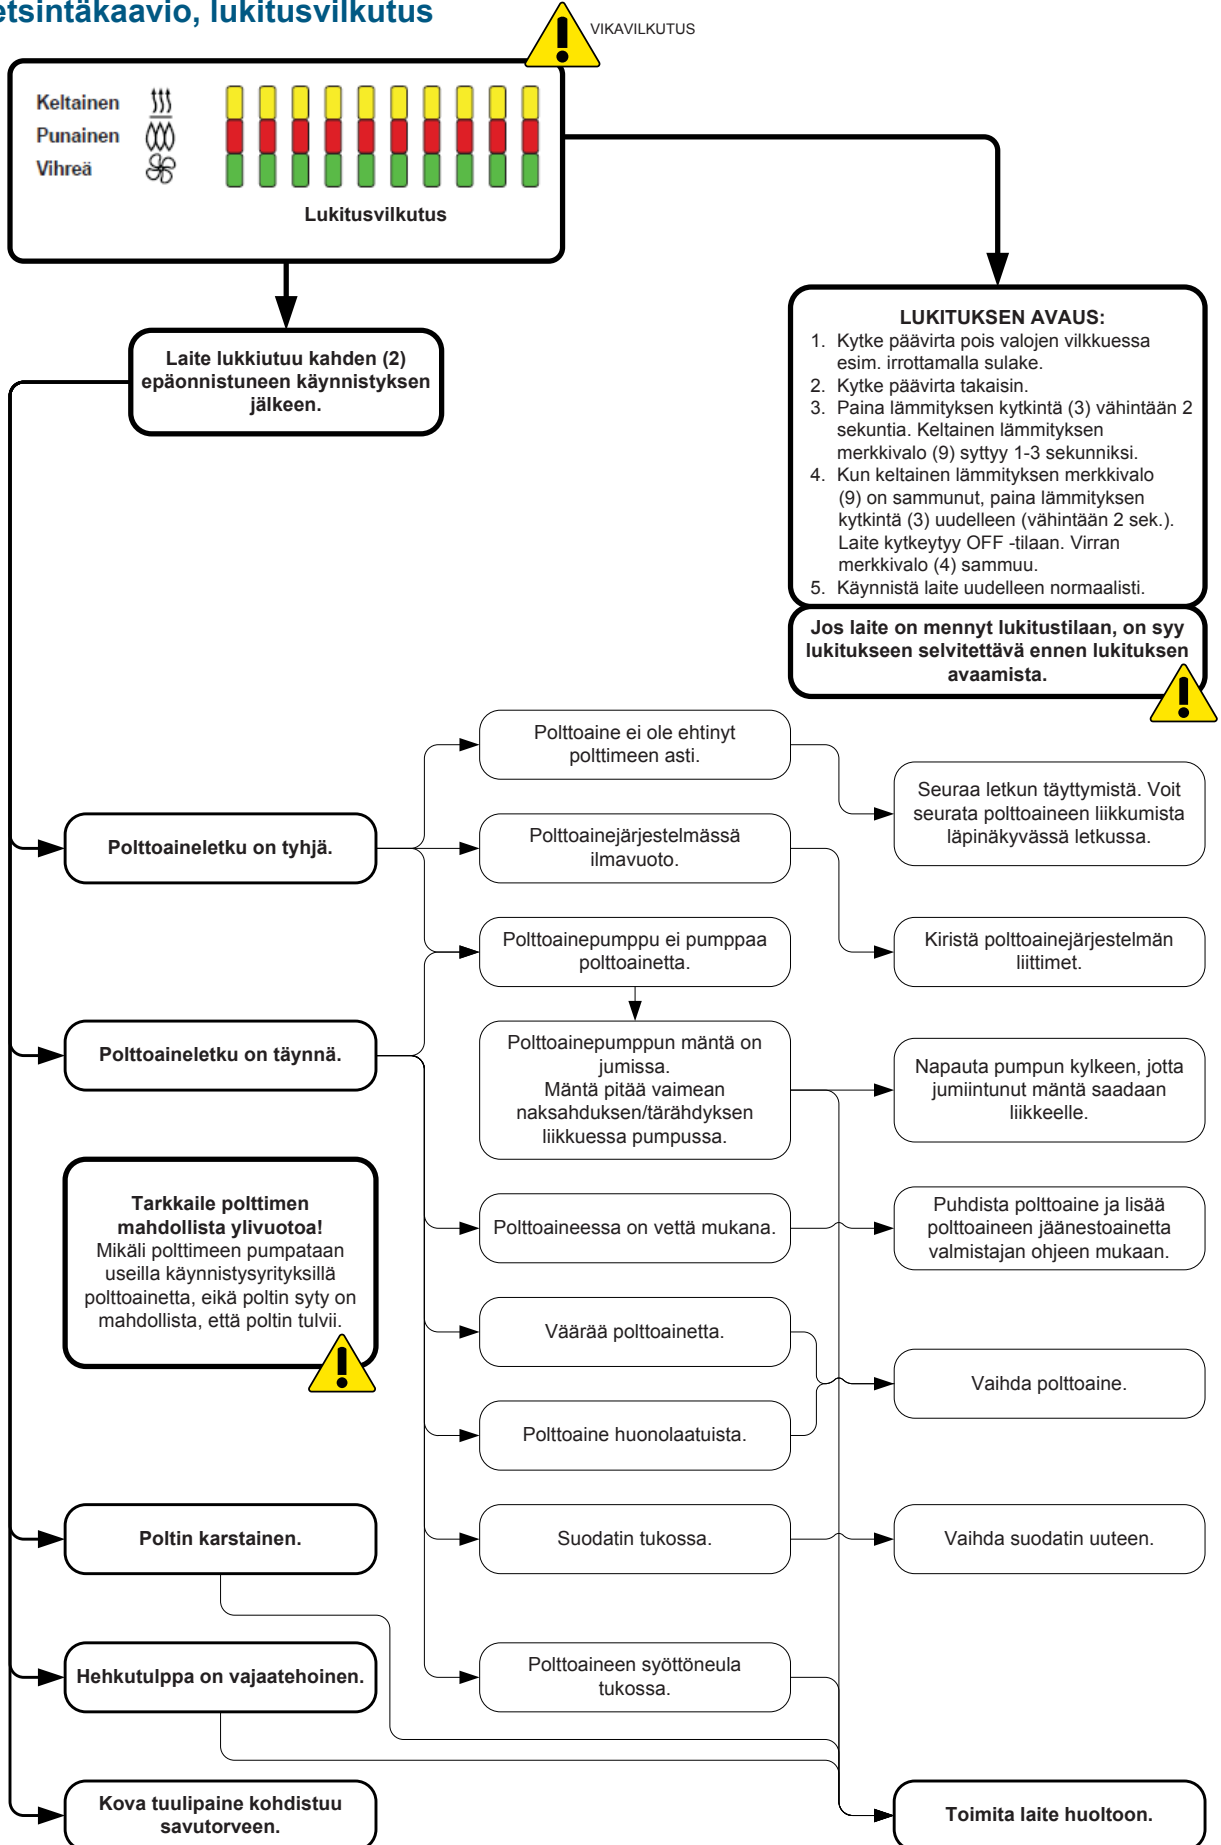 etsintäkaavio, lukitusvilkutus
VIKAVILKUTUS
Keltainen
Punainen
Vihreä
Lukitusvilkutus
Laite lukkiutuu kahden (2)
epäonnistuneen käynnistyksen
jälkeen.
LUKITUKSEN AVAUS:
1. Kytke päävirta pois valojen vilkkuessa
esim. irrottamalla sulake.
2. Kytke päävirta takaisin.
3. Paina lämmityksen kytkintä (3) vähintään 2
sekuntia. Keltainen lämmityksen
merkkivalo (9) syttyy 1-3 sekunniksi.
4. Kun keltainen lämmityksen merkkivalo
(9) on sammunut, paina lämmityksen
kytkintä (3) uudelleen (vähintään 2 sek.).
Laite kytkeytyy OFF -tilaan. Virran
merkkivalo (4) sammuu.
5. Käynnistä laite uudelleen normaalisti.
Jos laite on mennyt lukitustilaan, on syy
lukitukseen selvitettävä ennen lukituksen
avaamista.
Polttoaineletku on tyhjä.
Polttoaine ei ole ehtinyt
polttimeen asti.
Seuraa letkun täyttymistä. Voit
seurata polttoaineen liikkumista
läpinäkyvässä letkussa.
Polttoainejärjestelmässä
ilmavuoto.
Kiristä polttoainejärjestelmän
liittimet.
Polttoainepumppu ei pumppaa
polttoainetta.
Polttoaineletku on täynnä.
Polttoainepumppun mäntä on
jumissa.
Mäntä pitää vaimean
naksahduksen/tärähdyksen
liikkuessa pumpussa.
Napauta pumpun kylkeen, jotta
jumiintunut mäntä saadaan
liikkeelle.
Tarkkaile polttimen
mahdollista ylivuotoa!
Mikäli polttimeen pumpataan
useilla käynnistysyrityksillä
polttoainetta, eikä poltin syty on
mahdollista, että poltin tulvii.
Polttoaineessa on vettä mukana.
Puhdista polttoaine ja lisää
polttoaineen jäänestoainetta
valmistajan ohjeen mukaan.
Väärää polttoainetta.
Vaihda polttoaine.
Polttoaine huonolaatuista.
Poltin karstainen.
Suodatin tukossa.
Vaihda suodatin uuteen.
Hehkutulppa on vajaatehoinen.
Polttoaineen syöttöneula
tukossa.
Kova tuulipaine kohdistuu
savutorveen.
Toimita laite huoltoon.